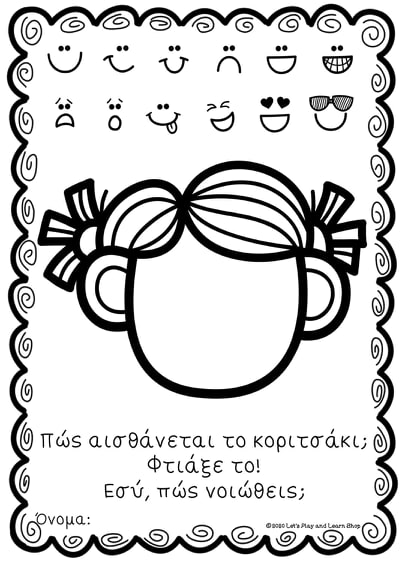 Πώς αισθάνεται το κοριτσάκι;
Φτιάξε το!
Εσύ, πώς νοιώθεις;
Όνομα:
©2020 Let's Play and Learn Shop